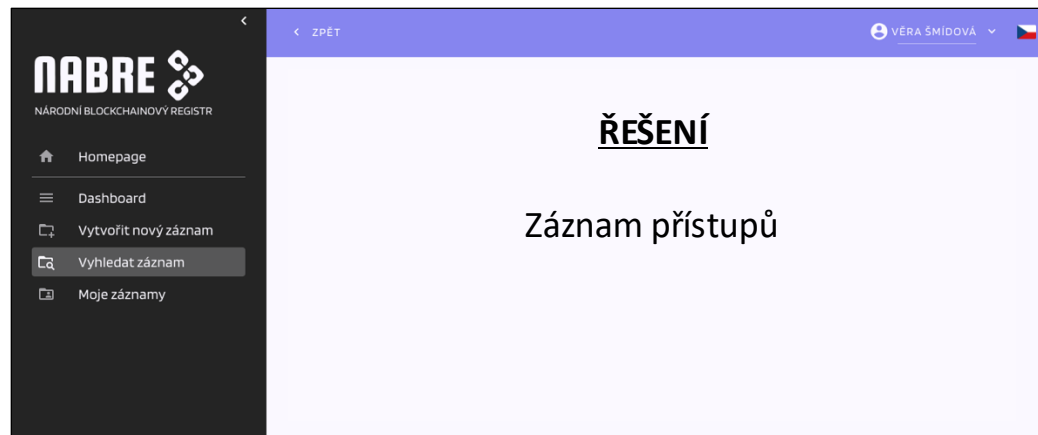 NABRE
NÁRODNÍ BLOCKCHAINOVÝ REGISTR
Homepage
Dashboard
Vytvořit nový záznam
Vyhledat záznam
Moje záznamy
ZPĚT
VĚRA ŠMÍDOVÁ
ŘEŠENÍ
Záznam přístupů